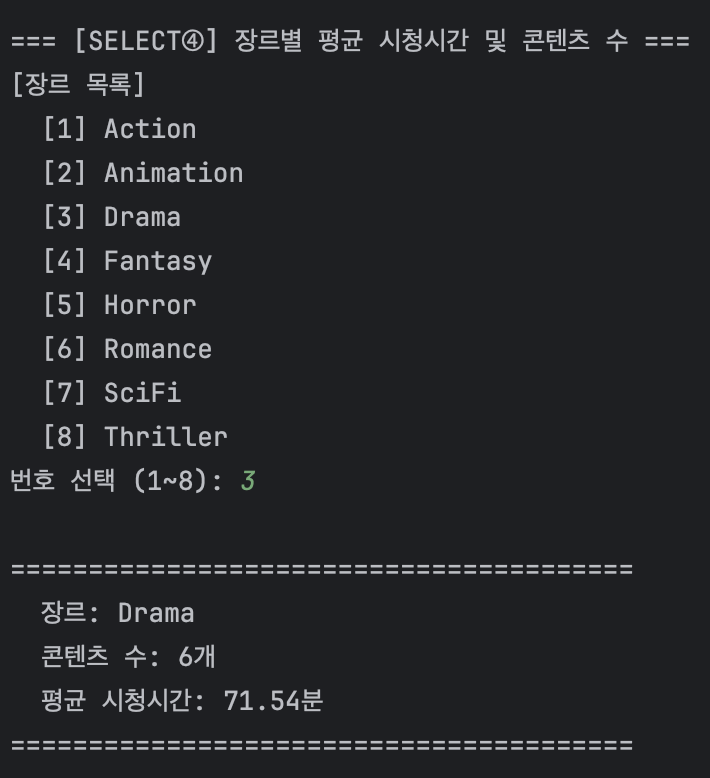 === [SELECT④] 장르별 평균 시청시간 및 콘텐츠 수 ===
[장르 목록]
  [1] Action
  [2] Animation
  [3] Drama
  [4] Fantasy
  [5] Horror
  [6] Romance
  [7] SciFi
  [8] Thriller
번호 선택 (1~8): 3
========================================
  장르: Drama
  콘텐츠 수: 6개
  평균 시청시간: 71.54분
========================================